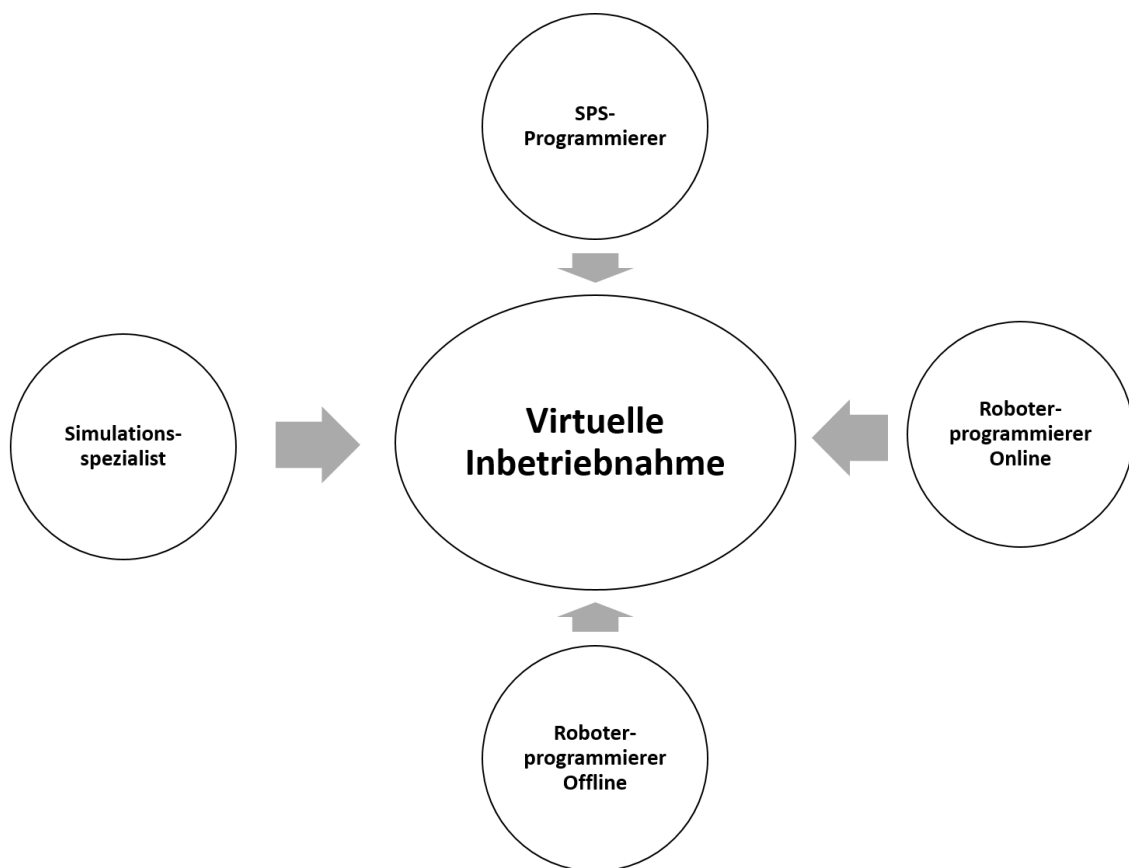 SPS-
Programmierer
Simulations-
spezialist
Virtuelle
Inbetriebnahme
Roboter-
programmierer
Online
Roboter-
programmierer
Offline